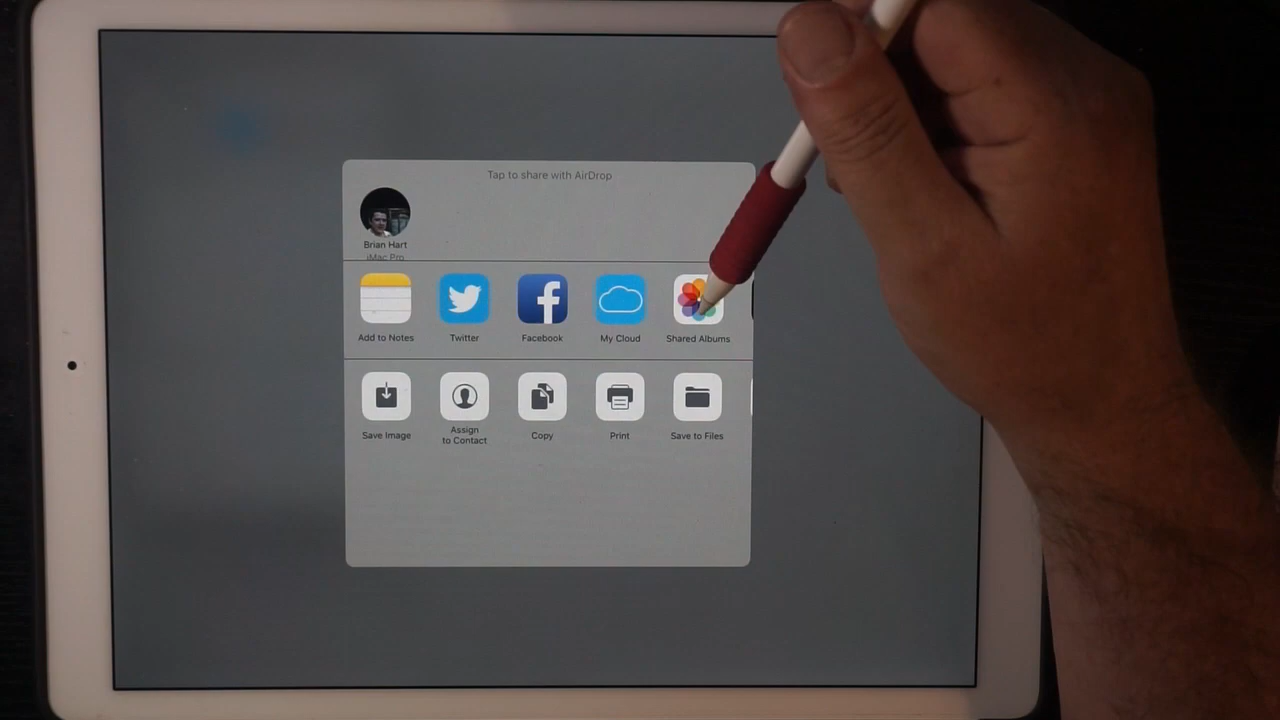 Tap to share with AirDrop
Brian Hart
iMac Pro
Add to Notes
Twitter
Facebook
My Cloud
Shared Albums
Save Image
Assign
to Contact
Copy
Print
Save to Files